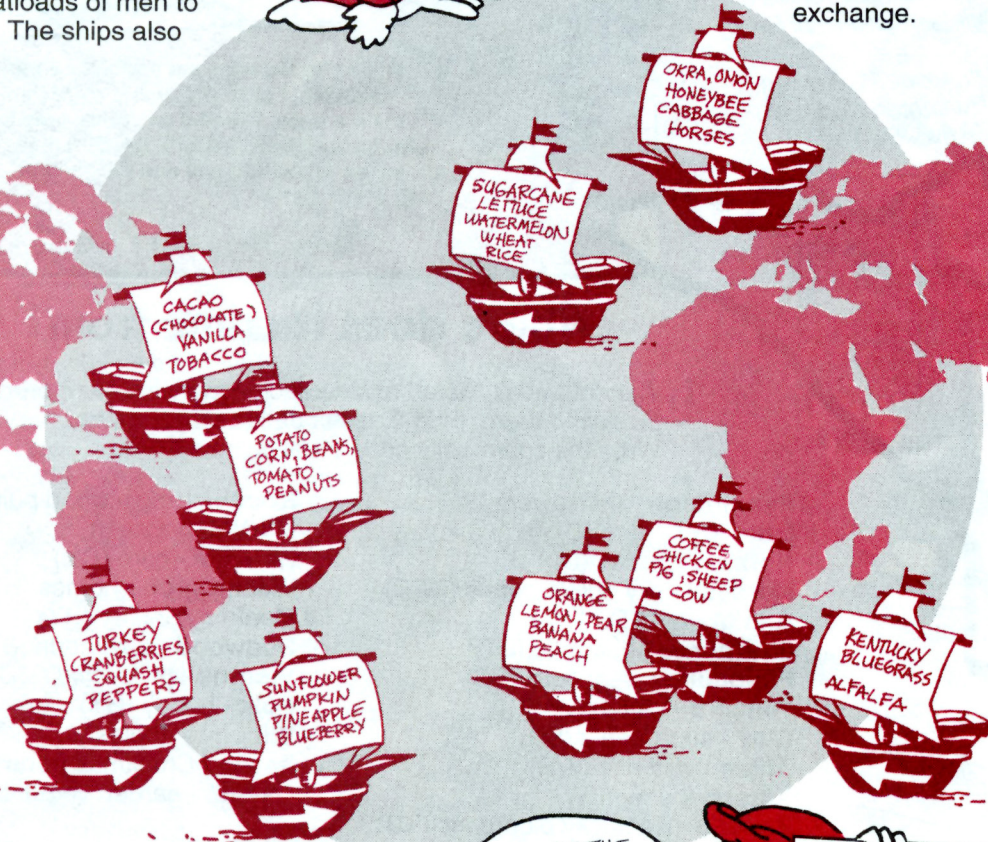 of men to
The ships also
exchange.
OKRA, ONION
HONEYBEE
CABBAGE
HORSES
SUGARCANE
LETTUCE
WATERMELON
WHEAT
RICE
CACAO
(CHOCOLATE)
VANILLA
TOBACCO
POTATO
CORN, BEANS,
TOMATO,
PEANUTS
COFFEE,
CHICKEN
PIG, SHEEP
COW
ORANGE
LEMON, PEAR
BANANA
PEACH
KENTUCKY
BLUEGRASS
ALFALFA
TURKEY
CRANBERRIES
SQUASH
PEPPERS
SUNFLOWER
PUMPKIN
PINEAPPLE
BLUEBERRY
THE